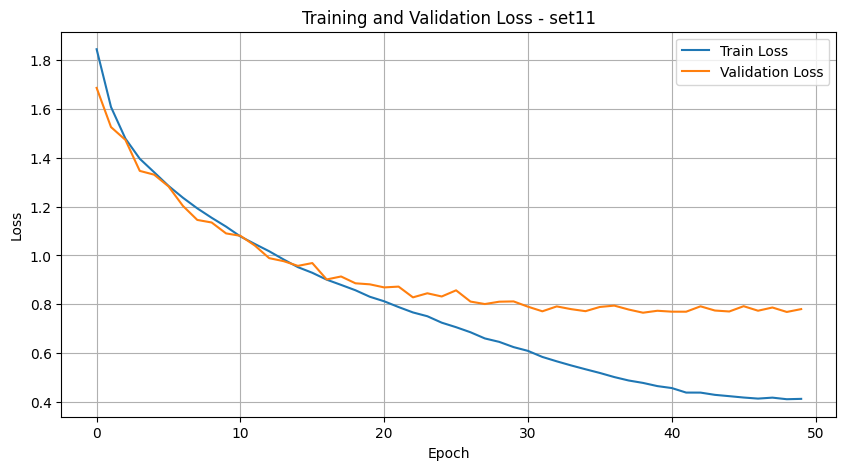 Training and Validation Loss - set11
Train Loss
Validation Loss
Loss
1.8
1.6
1.4
1.2
1.0
0.8
0.6
0.4
0
10
20
30
40
50
Epoch